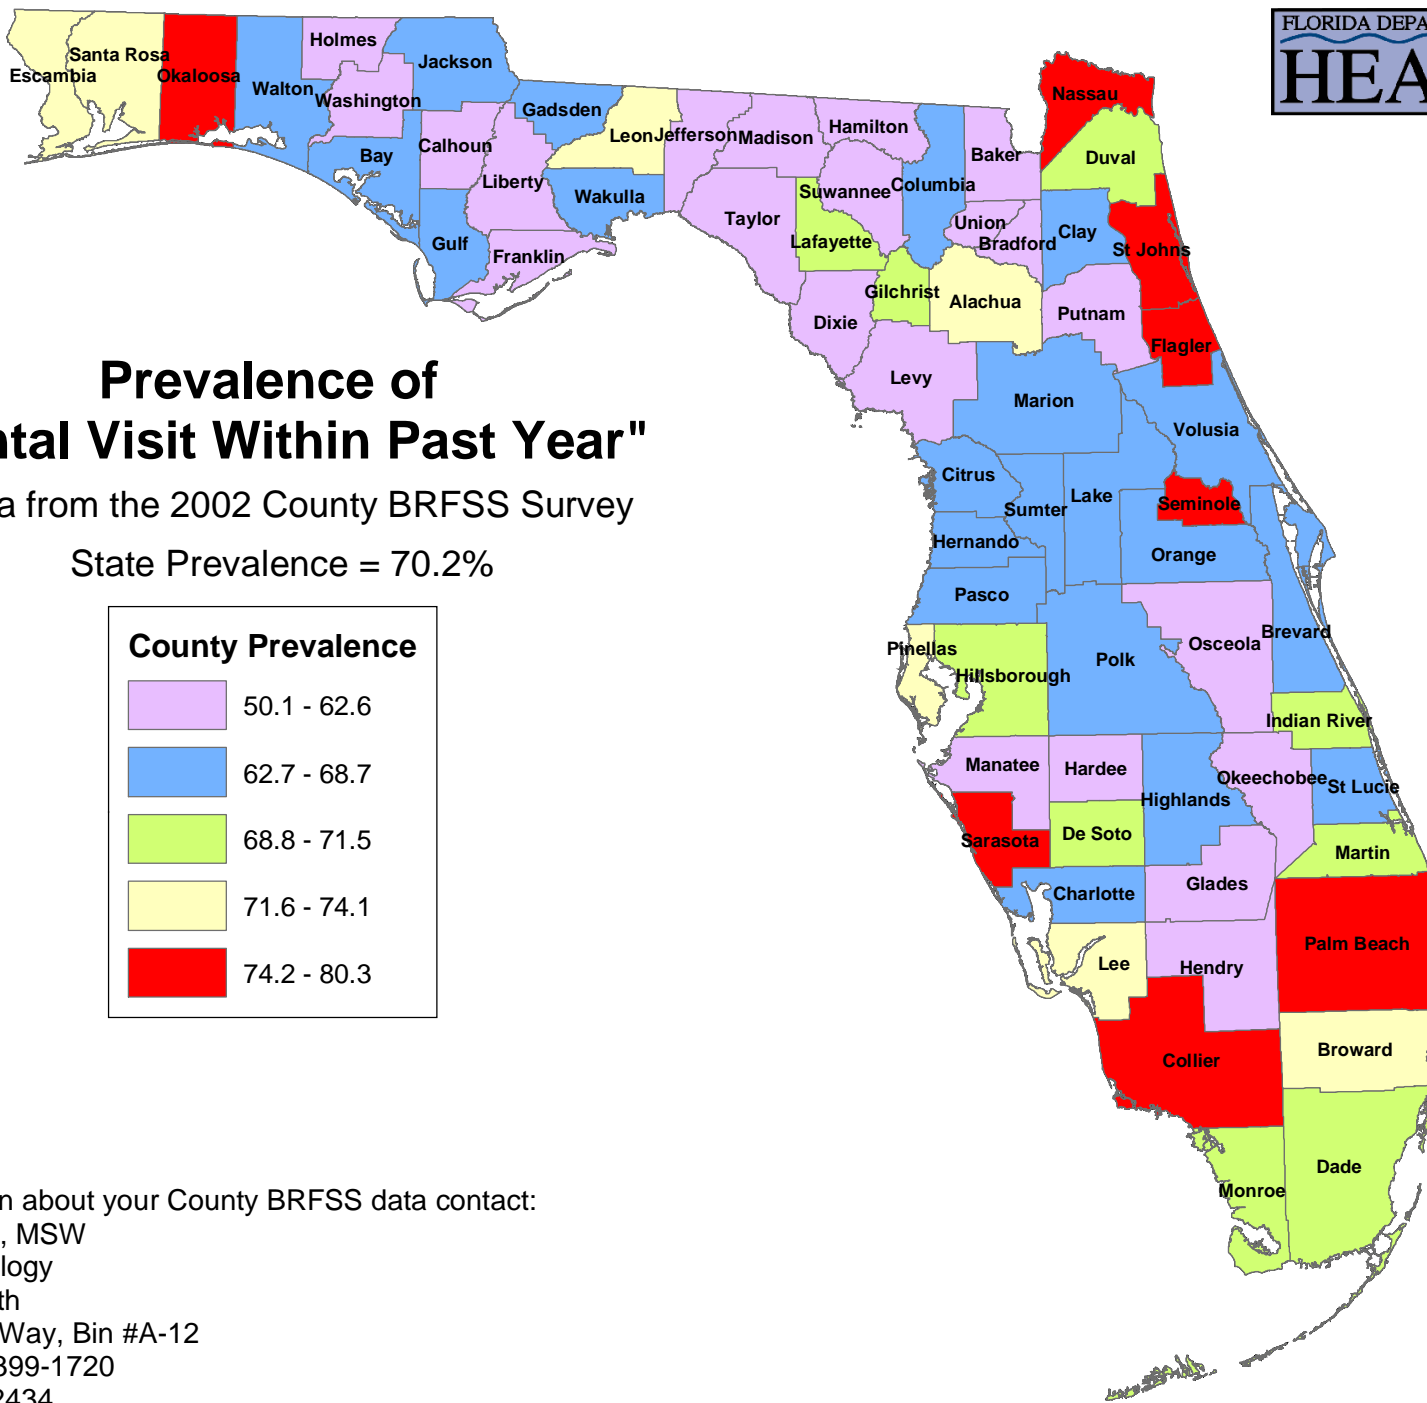 FLORIDA DEPA
HEA
Holmes
Jackson
Santa Rosa
Escambia
Okaloosa
Walton
Washington
Gadsden
Nassau
Leon
Jefferson
Madison
Hamilton
Calhoun
Bay
Baker
Duval
Liberty
Wakulla
Suwannee
Columbia
Taylor
Union
Bradford
Clay
Gulf
Franklin
Lafayette
St Johns
Gilchrist
Alachua
Dixie
Putnam
Flagler
Levy
Marion
Volusia
Citrus
Sumter
Lake
Seminole
Hernando
Orange
Pasco
Pinellas
Hillsborough
Polk
Osceola
Brevard
Indian River
Manatee
Hardee
Highlands
Okeechobee
St Lucie
Sarasota
De Soto
Martin
Charlotte
Glades
Lee
Hendry
Palm Beach
Collier
Broward
Dade
Monroe
Prevalence of
ntal Visit Within Past Year"
a from the 2002 County BRFSS Survey
State Prevalence = 70.2%
County Prevalence
50.1 - 62.6
62.7 - 68.7
68.8 - 71.5
71.6 - 74.1
74.2 - 80.3
n about your County BRFSS data contact:
, MSW
logy
th
Way, Bin #A-12
399-1720
2434